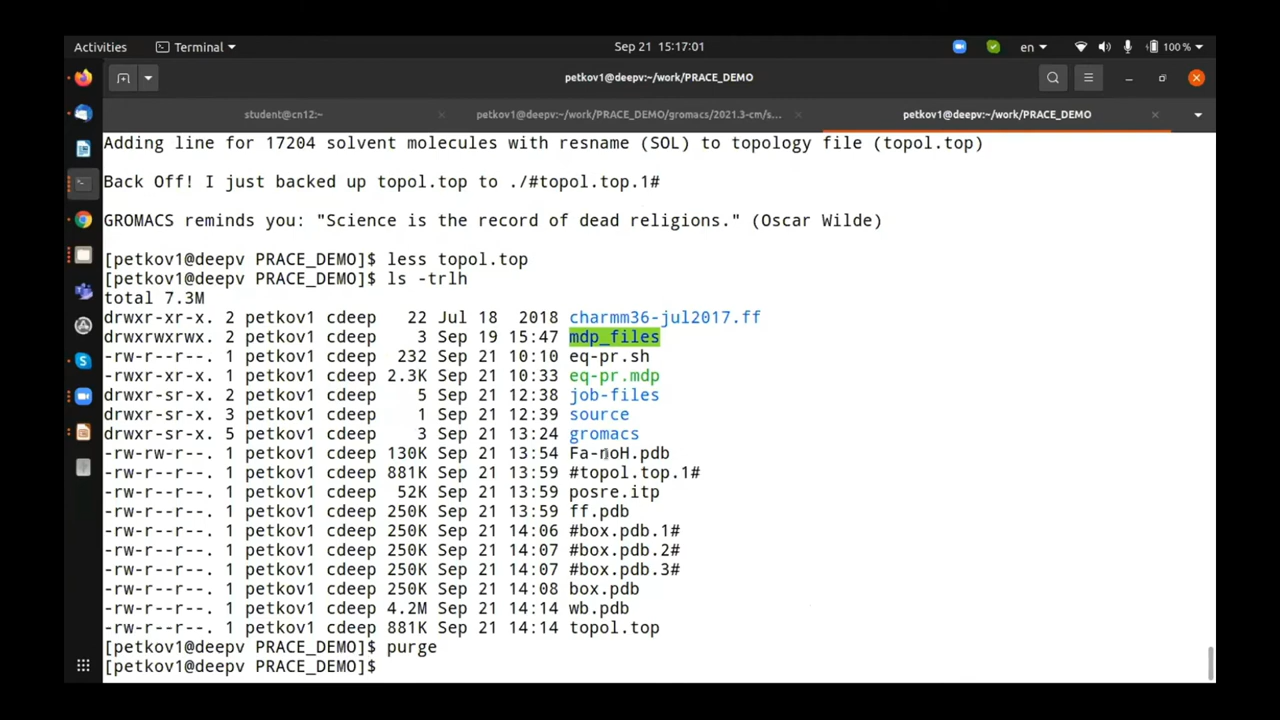 Activities
Terminal
Sep 21 15:17:01
en
100 %
petkov1@deepv:~/work/PRACE_DEMO
student@cn12:~
petkov1@deepv:~/work/PRACE_DEMO/gromacs/2021.3-cm/s...
petkov1@deepv:~/work/PRACE_DEMO
Adding line for 17204 solvent molecules with resname (SOL) to topology file (topol.top)
Back Off! I just backed up topol.top to ./#topol.top.1#
GROMACS reminds you: "Science is the record of dead religions." (Oscar Wilde)
[petkov1@deepv PRACE_DEMO]$ less topol.top
[petkov1@deepv PRACE_DEMO]$ ls -trlh
total 7.3M
drwxr-xr-x. 2 petkov1 cdeep   22 Jul 18  2018 charmm36-jul2017.ff
drwxrwxrwx. 2 petkov1 cdeep    3 Sep 19 15:47 mdp_files
-rw-r--r--. 1 petkov1 cdeep  232 Sep 21 10:10 eq-pr.sh
-rwxr-xr-x. 1 petkov1 cdeep 2.3K Sep 21 10:33 eq-pr.mdp
drwxr-sr-x. 2 petkov1 cdeep    5 Sep 21 12:38 job-files
drwxr-sr-x. 3 petkov1 cdeep    1 Sep 21 12:39 source
drwxr-sr-x. 5 petkov1 cdeep    3 Sep 21 13:24 gromacs
-rw-rw-r--. 1 petkov1 cdeep 130K Sep 21 13:54 Fa-noH.pdb
-rw-r--r--. 1 petkov1 cdeep 881K Sep 21 13:59 #topol.top.1#
-rw-r--r--. 1 petkov1 cdeep  52K Sep 21 13:59 posre.itp
-rw-r--r--. 1 petkov1 cdeep 250K Sep 21 13:59 ff.pdb
-rw-r--r--. 1 petkov1 cdeep 250K Sep 21 14:06 #box.pdb.1#
-rw-r--r--. 1 petkov1 cdeep 250K Sep 21 14:07 #box.pdb.2#
-rw-r--r--. 1 petkov1 cdeep 250K Sep 21 14:07 #box.pdb.3#
-rw-r--r--. 1 petkov1 cdeep 250K Sep 21 14:08 box.pdb
-rw-r--r--. 1 petkov1 cdeep 4.2M Sep 21 14:14 wb.pdb
-rw-r--r--. 1 petkov1 cdeep 881K Sep 21 14:14 topol.top
[petkov1@deepv PRACE_DEMO]$ purge
[petkov1@deepv PRACE_DEMO]$